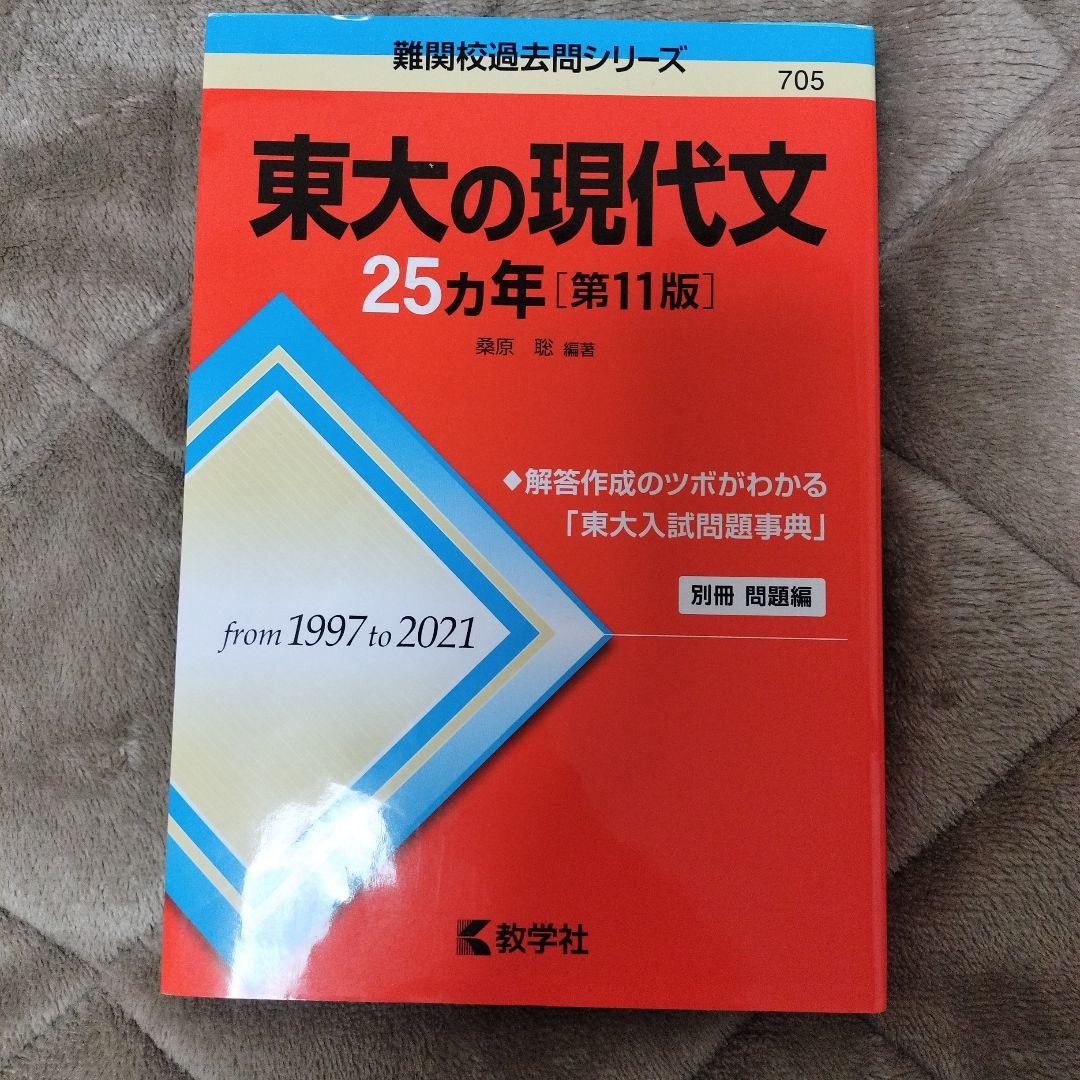 難関校過去問シリーズ
705
東大の現代文
25カ年[第11版]
桑原 聡 編著
◆解答作成のツボがわかる
「東大入試問題事典」
別冊 問題編
from 1997 to 2021
教学社